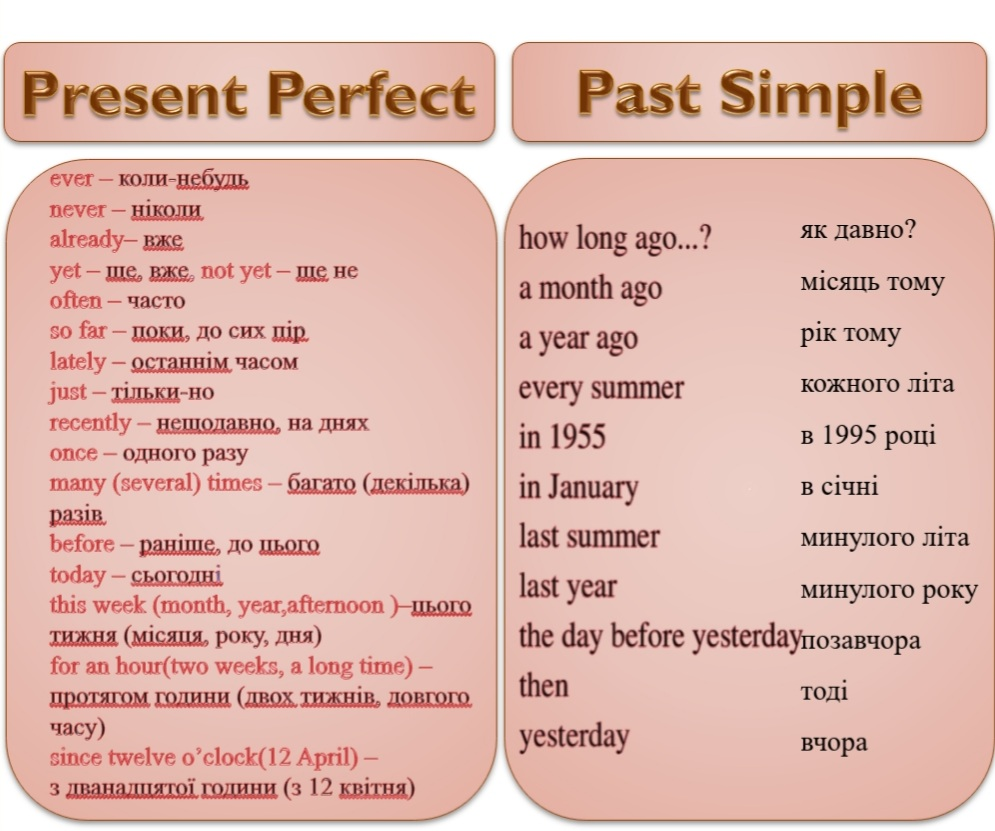 Present Perfect
ever – коли-небудь
never – ніколи
already– вже
yet – ще, вже, not yet – ще не
often – часто
so far – поки, до сих пір
lately – останнім часом
just – тільки-но
recently – нещодавно, на днях
once – одного разу
many (several) times – багато (декілька)
разів
before – раніше, до цього
today – сьогодні
this week (month, year,afternoon )–цього
тижня (місяця, року, дня)
for an hour(two weeks, a long time) –
протягом години (двох тижнів, довгого
часу)
since twelve o’clock(12 April) –
з дванадцятої години (з 12 квітня)
Past Simple
how long ago...? як давно?
a month ago місяць тому
a year ago рік тому
every summer кожного літа
in 1955 в 1995 році
in January в січні
last summer минулого літа
last year минулого року
the day before yesterday позавчора
then тоді
yesterday вчора